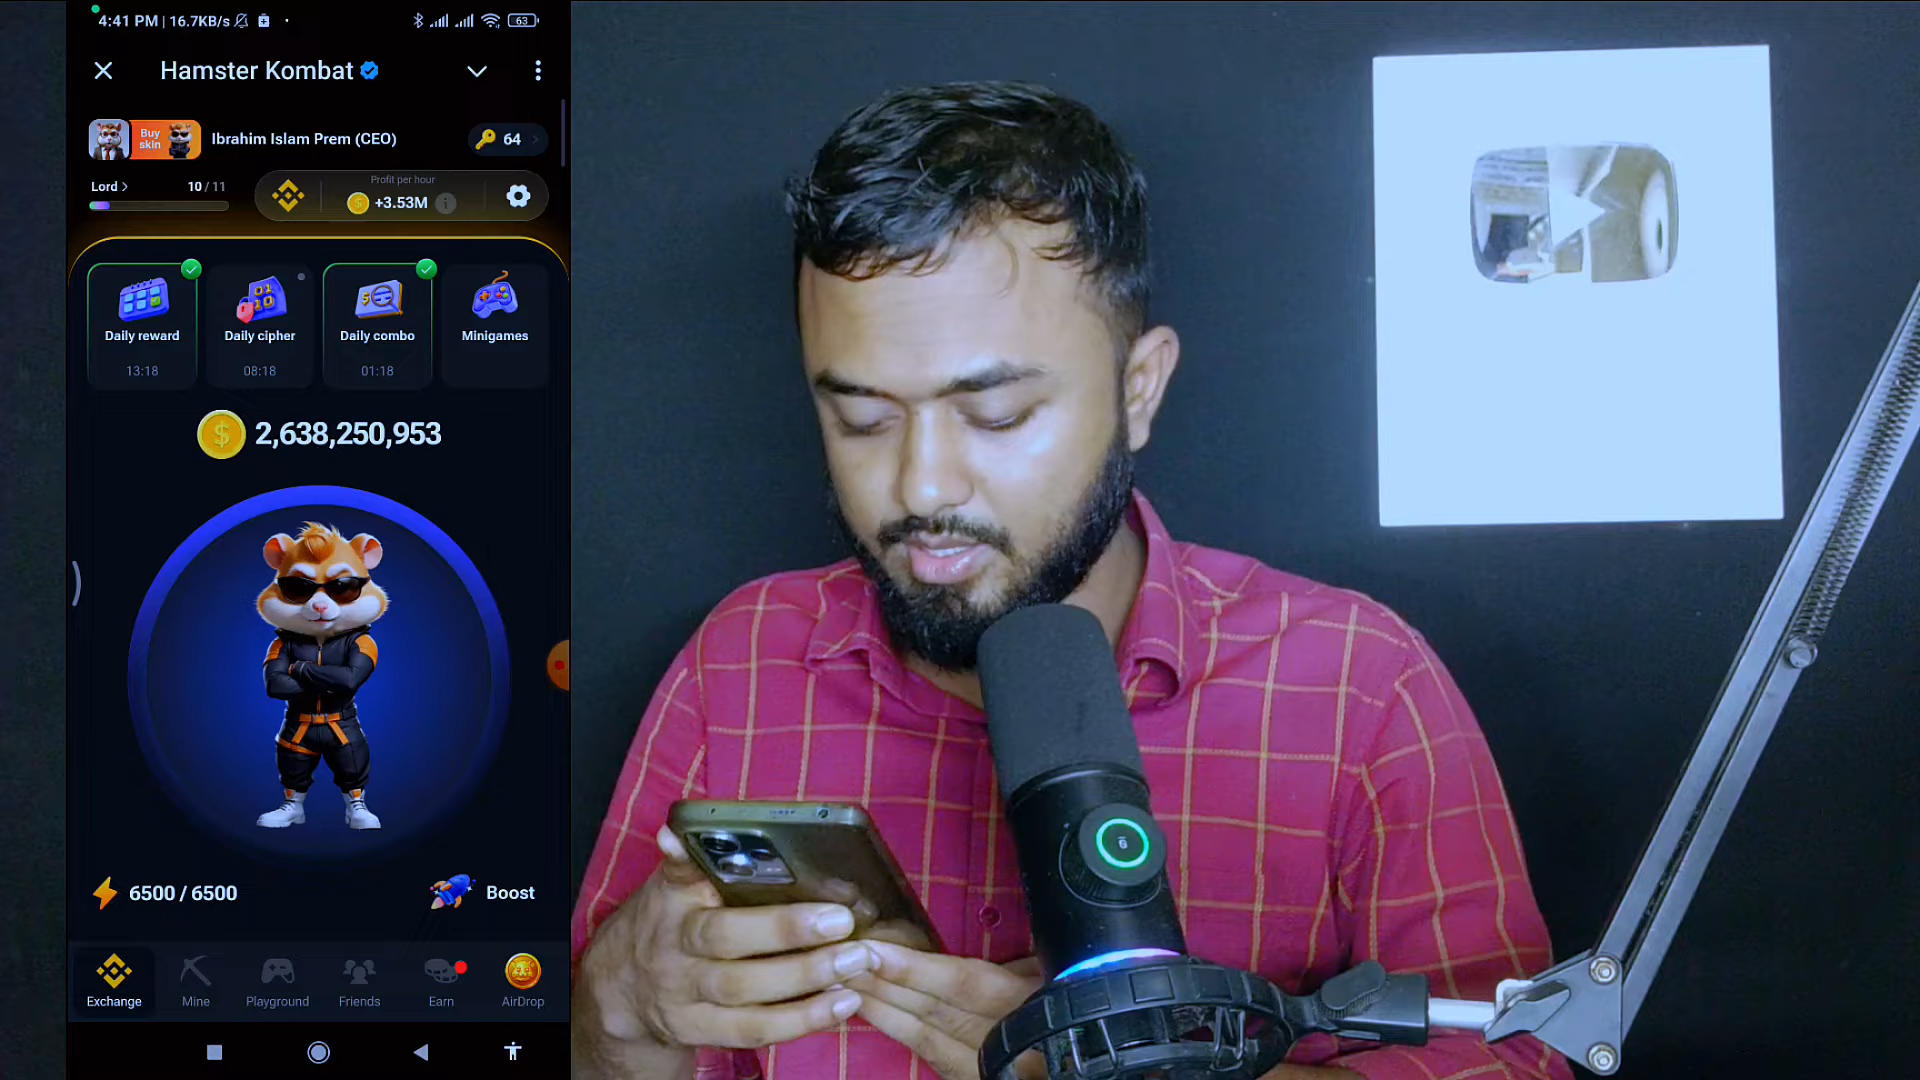 4:41 PM | 16.7KB/s
63
Hamster Kombat
Buy skin
Ibrahim Islam Prem (CEO)
64
Lord >
10 / 11
Profit per hour
+3.53M
Daily reward
13:18
Daily cipher
08:18
Daily combo
01:18
Minigames
2,638,250,953
6500 / 6500
Boost
Exchange
Mine
Playground
Friends
Earn
AirDrop